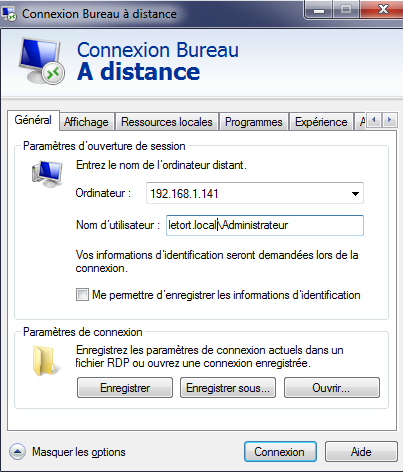 Connexion Bureau à distance
Connexion Bureau
A distance
Général
Affichage
Ressources locales
Programmes
Expérience
A
Paramètres d'ouverture de session
Entrez le nom de l'ordinateur distant.
Ordinateur :
192.168.1.141
Nom d'utilisateur :
letort.local\Administrateur
Vos informations d'identification seront demandées lors de la
connexion.
Me permettre d'enregistrer les informations d'identification
Paramètres de connexion
Enregistrez les paramètres de connexion actuels dans un
fichier RDP ou ouvrez une connexion enregistrée.
Enregistrer
Enregistrer sous...
Ouvrir...
Masquer les options
Connexion
Aide